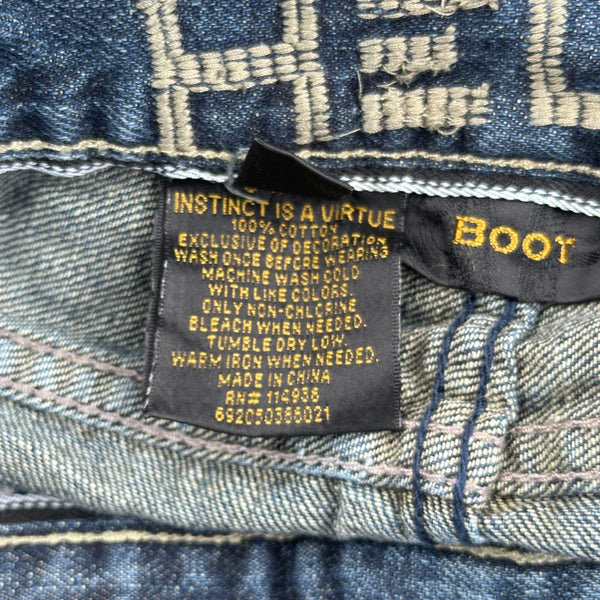 INSTINCT IS A VIRTUE
100% COTTON
EXCLUSIVE OF DECORATION
WASH ONCE BEFORE WEARING
MACHINE WASH COLD
WITH LIKE COLORS.
ONLY NON-CHLORINE
BLEACH WHEN NEEDED.
TUMBLE DRY LOW.
WARM IRON WHEN NEEDED.
MADE IN CHINA
RN# 114938
692050388021
BOOT